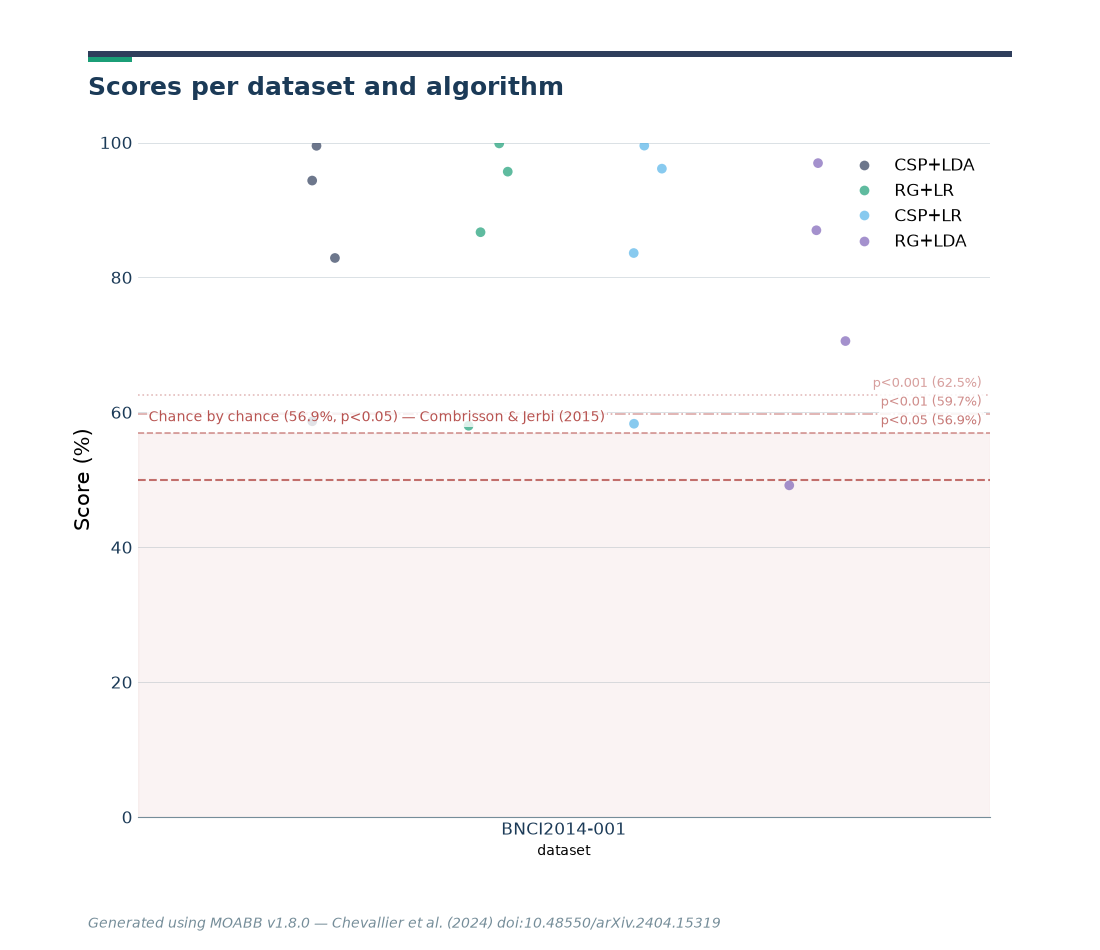 Scores per dataset and algorithm
100
80
60
40
20
0
Score (%)
CSP+LDA
RG+LR
CSP+LR
RG+LDA
p<0.001 (62.5%)
p<0.01 (59.7%)
p<0.05 (56.9%)
Chance by chance (56.9%, p<0.05) — Combrisson & Jerbi (2015)
BNCI2014-001
dataset
Generated using MOABB v1.8.0 — Chevallier et al. (2024) doi:10.48550/arXiv.2404.15319